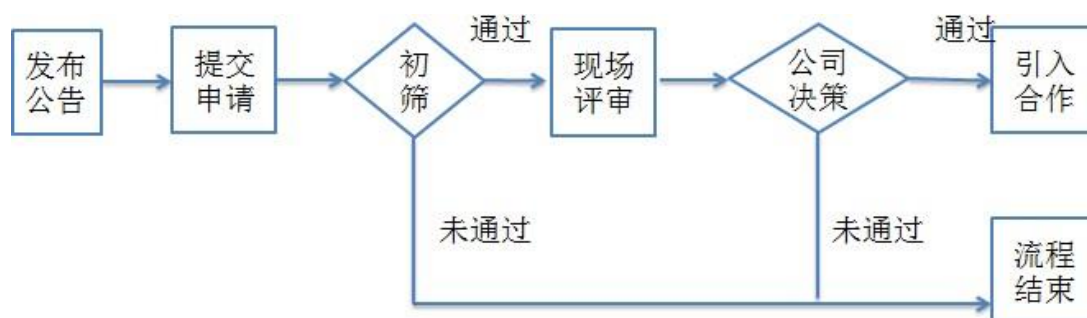 发布
公告
提交
申请
初
筛
通过
现场
评审
公司
决策
通过
引入
合作
未通过
未通过
流程
结束